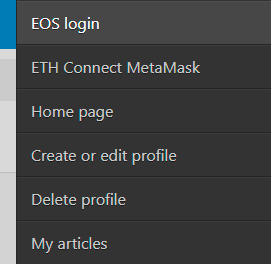 EOS login
ETH Connect MetaMask
Home page
Create or edit profile
Delete profile
My articles